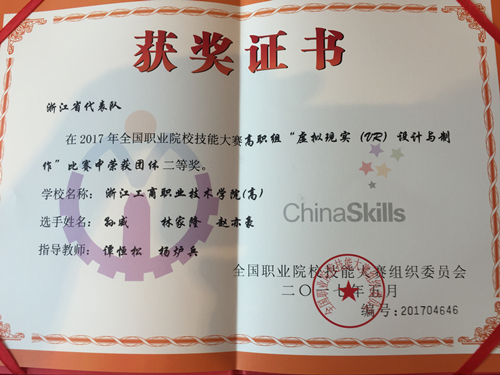 获奖证书
浙江省代表队
在2017年全国职业院校技能大赛高职组“虚拟现实(VR)设计与制
作”比赛中荣获团体二等奖。
学校名称:浙江工商职业技术学院(高)
选手姓名:孙威 林家隆 赵亦豪
指导教师:谭恒松 杨炉兵
ChinaSkills
全国职业院校技能大赛组织委员会
二〇一七年五月
编号:201704646